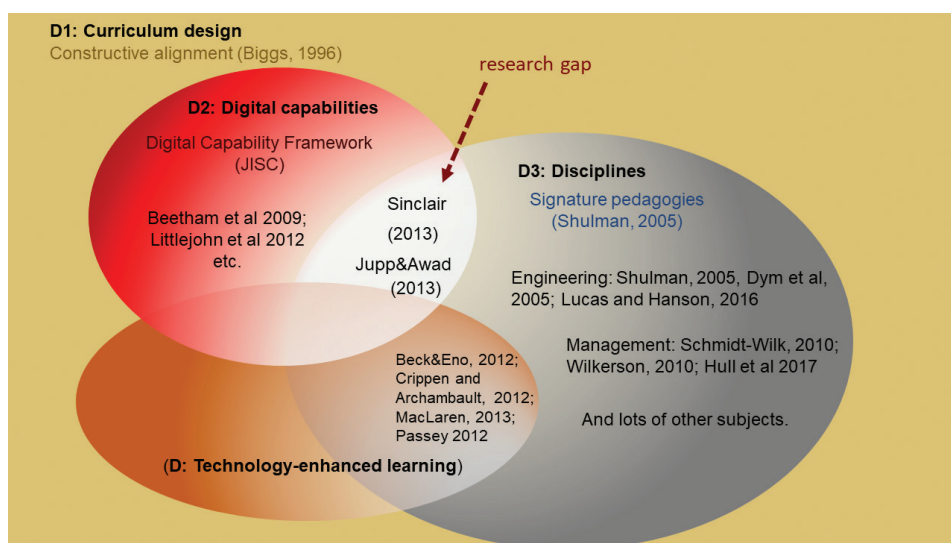 D1: Curriculum design
Constructive alignment (Biggs, 1996)
research gap
D2: Digital capabilities
Digital Capability Framework
(JISC)
Beetham et al 2009;
Littlejohn et al 2012
etc.
Sinclair
(2013)
Jupp&Awad
(2013)
D3: Disciplines
Signature pedagogies
(Shulman, 2005)
Engineering: Shulman, 2005, Dym et al,
2005; Lucas and Hanson, 2016
Management: Schmidt-Wilk, 2010;
Wilkerson, 2010; Hull et al 2017
And lots of other subjects.
Beck&Eno, 2012;
Crippen and
Archambault, 2012;
MacLaren, 2013;
Passey 2012
(D: Technology-enhanced learning)